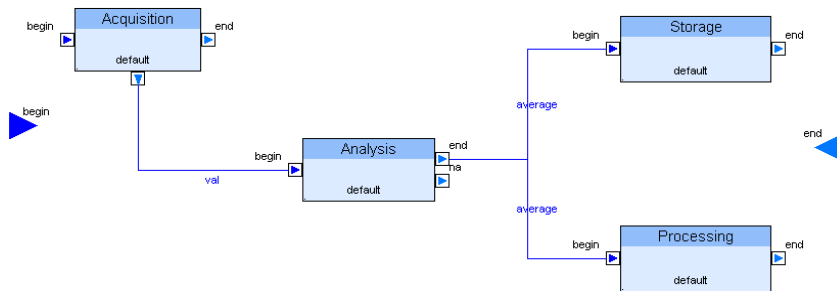 begin
Acquisition
end
default
begin
val
begin
Analysis
end
na
default
average
average
begin
Storage
end
default
end
begin
Processing
end
default